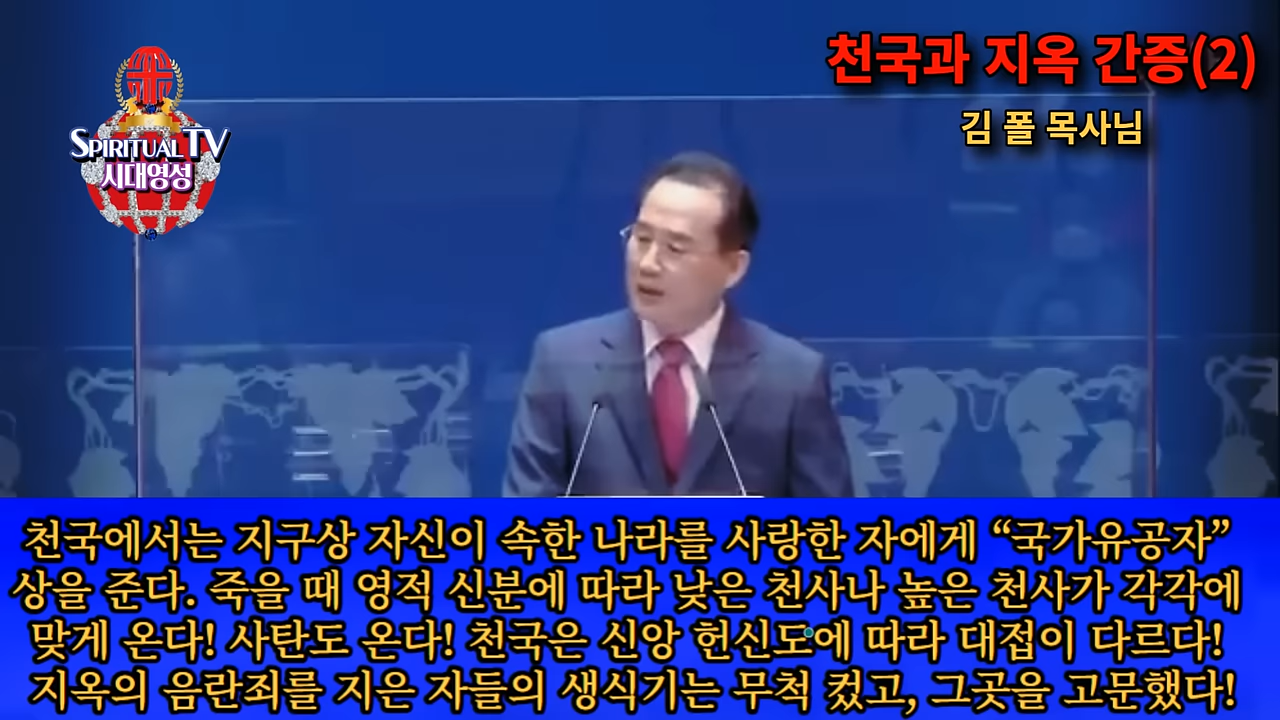 천국과 지옥 간증(2)
김 폴 목사님
SPIRITUAL TV
시대영성
천국에서는 지구상 자신이 속한 나라를 사랑한 자에게 “국가유공자”
상을 준다. 죽을 때 영적 신분에 따라 낮은 천사나 높은 천사가 각각에
맞게 온다! 사탄도 온다! 천국은 신앙 헌신도에 따라 대접이 다르다!
지옥의 음란죄를 지은 자들의 생식기는 무척 컸고, 그곳을 고문했다!